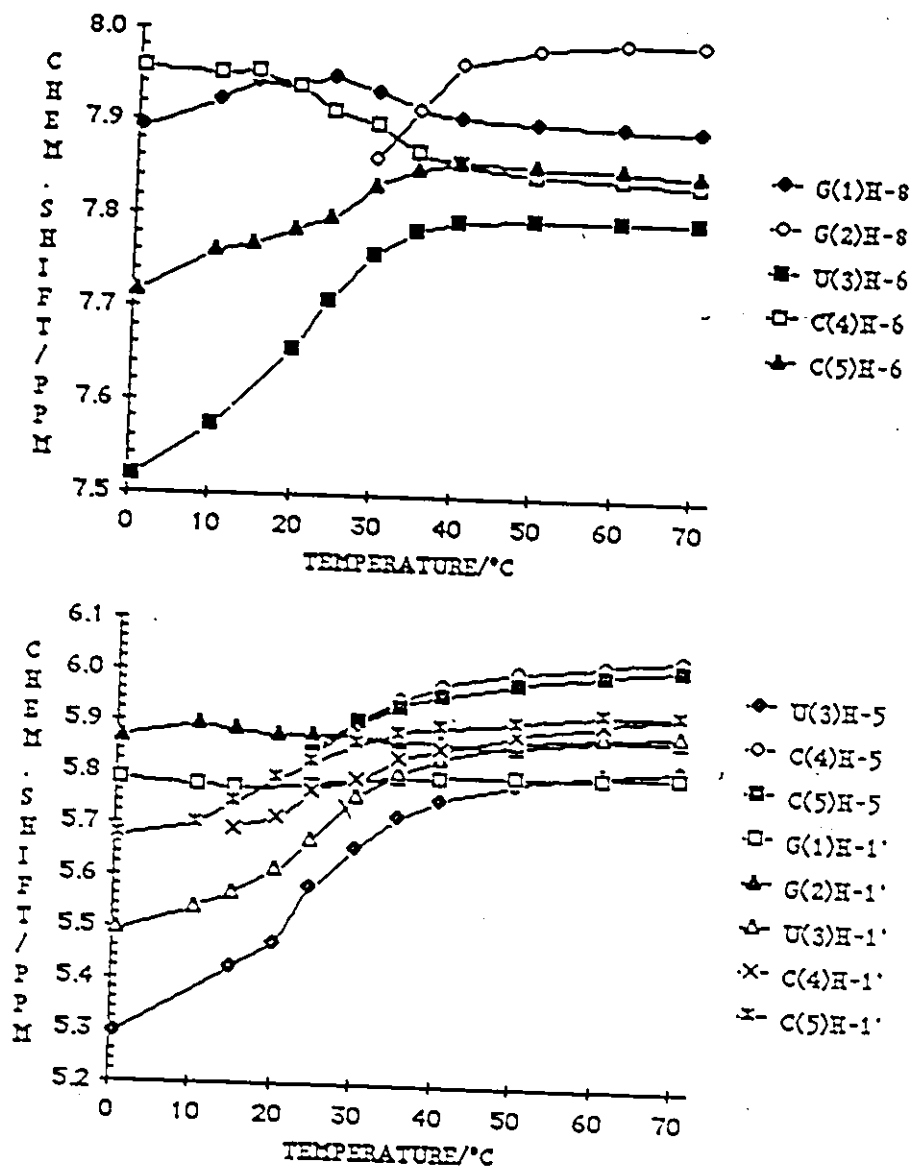 CHEM.SHIFT/PPM
8.0
7.9
7.8
7.7
7.6
7.5
0 10 20 30 40 50 60 70
TEMPERATURE/°C
G(1)H-8
G(2)H-8
U(3)H-6
C(4)H-6
C(5)H-6
CHEM.SHIFT/PPM
6.1
6.0
5.9
5.8
5.7
5.6
5.5
5.4
5.3
5.2
0 10 20 30 40 50 60 70
TEMPERATURE/°C
U(3)H-5
C(4)H-5
C(5)H-5
G(1)H-1'
G(2)H-1'
U(3)H-1'
C(4)H-1'
C(5)H-1'